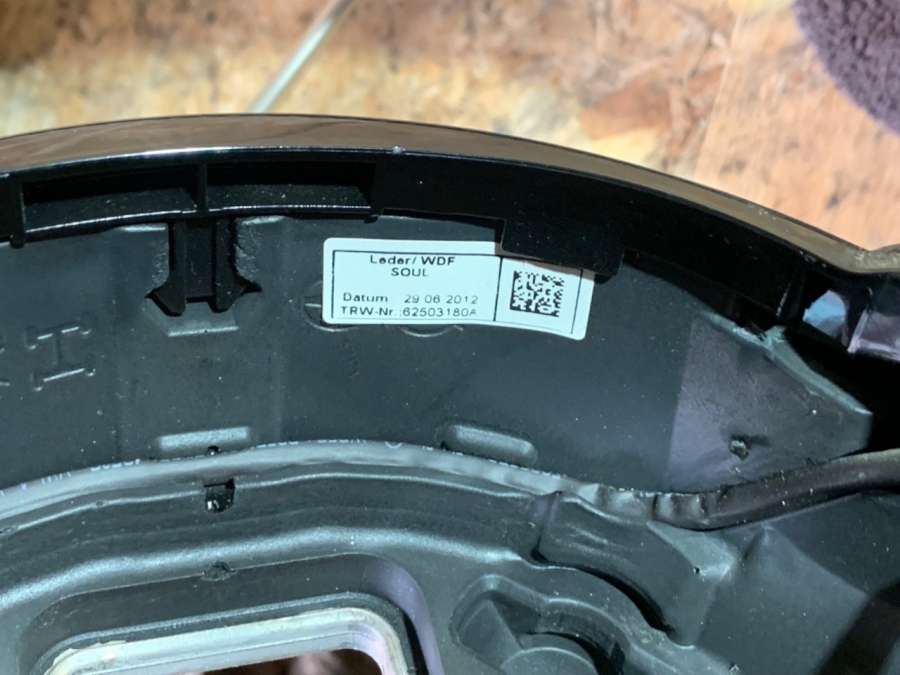 Leder/ WDF
SOUL
Datum 29 06 2012
TRW-Nr.:62503180A